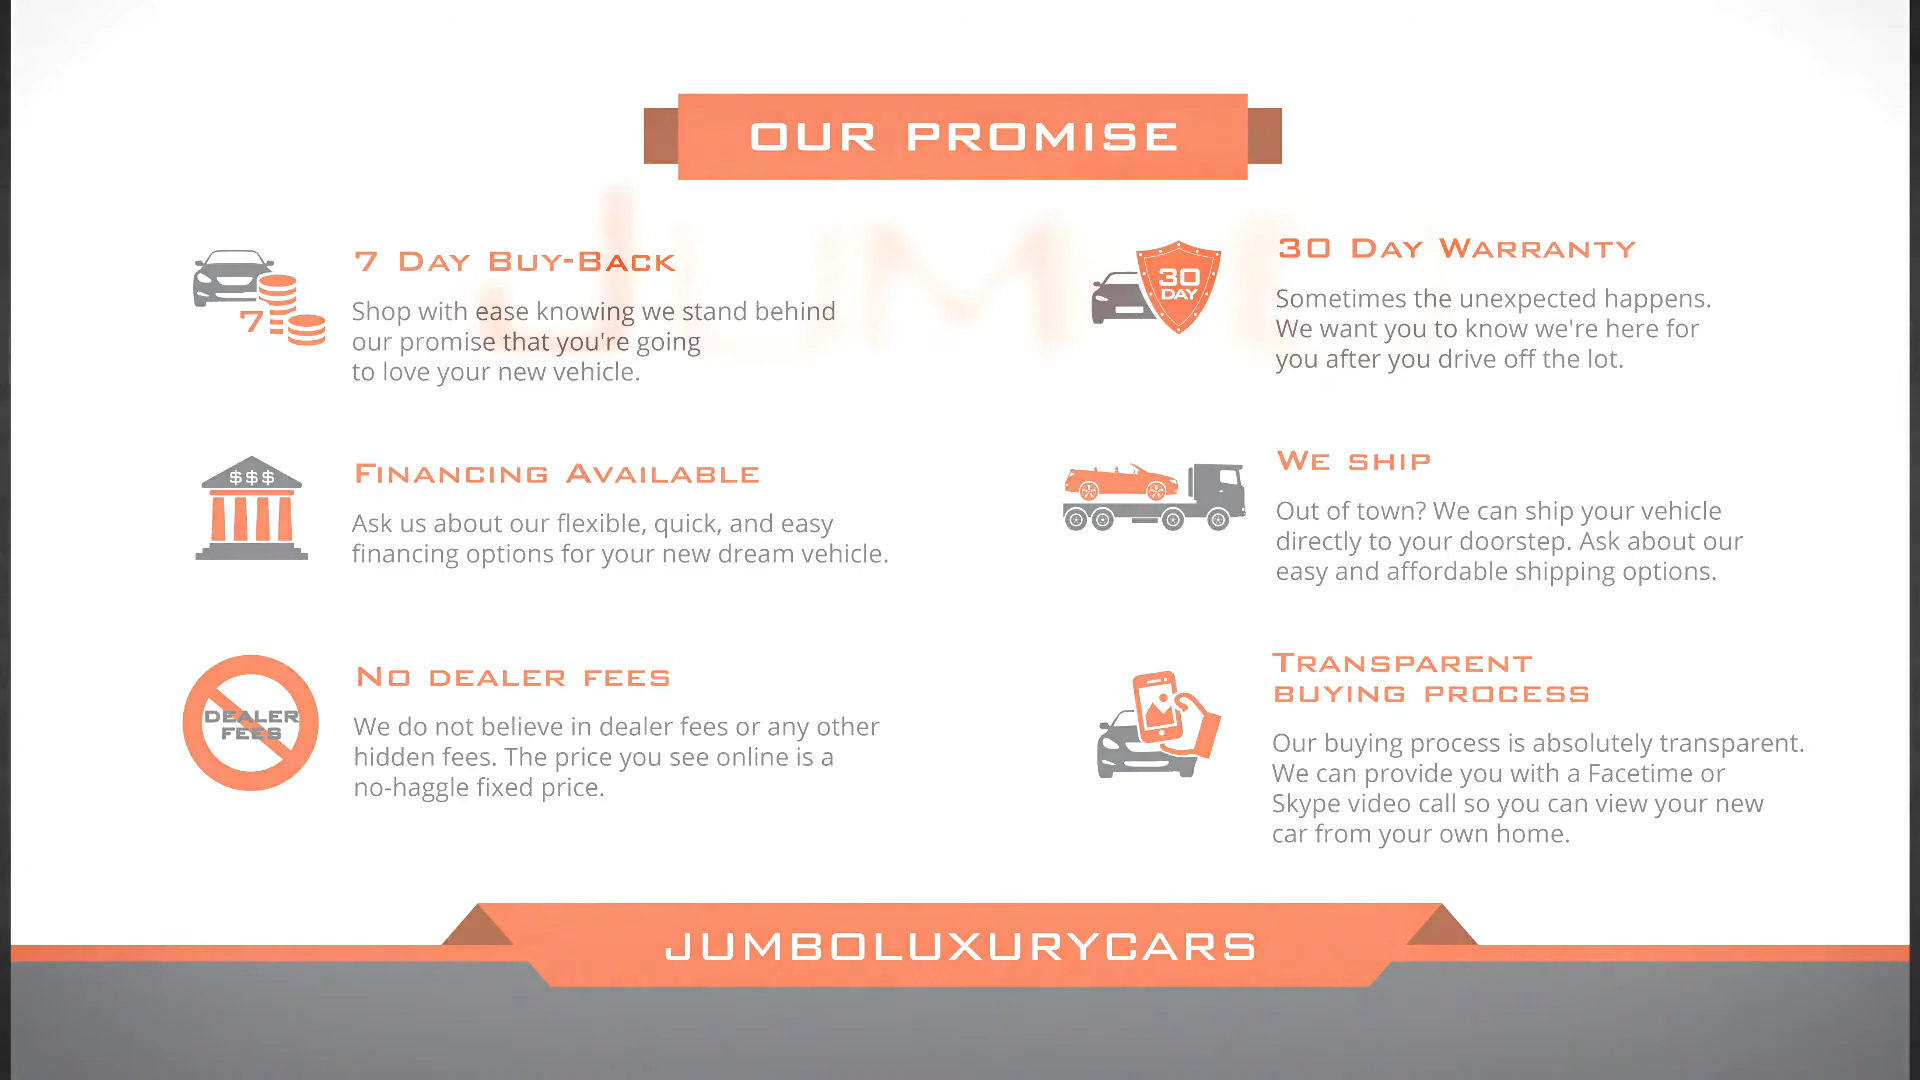 OUR PROMISE
7 DAY BUY-BACK
Shop with ease knowing we stand behind
our promise that you're going
to love your new vehicle.
7
30 DAY WARRANTY
Sometimes the unexpected happens.
We want you to know we're here for
you after you drive off the lot.
30
DAY
$$$
FINANCING AVAILABLE
Ask us about our flexible, quick, and easy
financing options for your new dream vehicle.
WE SHIP
Out of town? We can ship your vehicle
directly to your doorstep. Ask about our
easy and affordable shipping options.
DEALER
FEES
NO DEALER FEES
We do not believe in dealer fees or any other
hidden fees. The price you see online is a
no-haggle fixed price.
TRANSPARENT
BUYING PROCESS
Our buying process is absolutely transparent.
We can provide you with a Facetime or
Skype video call so you can view your new
car from your own home.
JUMBOLUXURYCARS